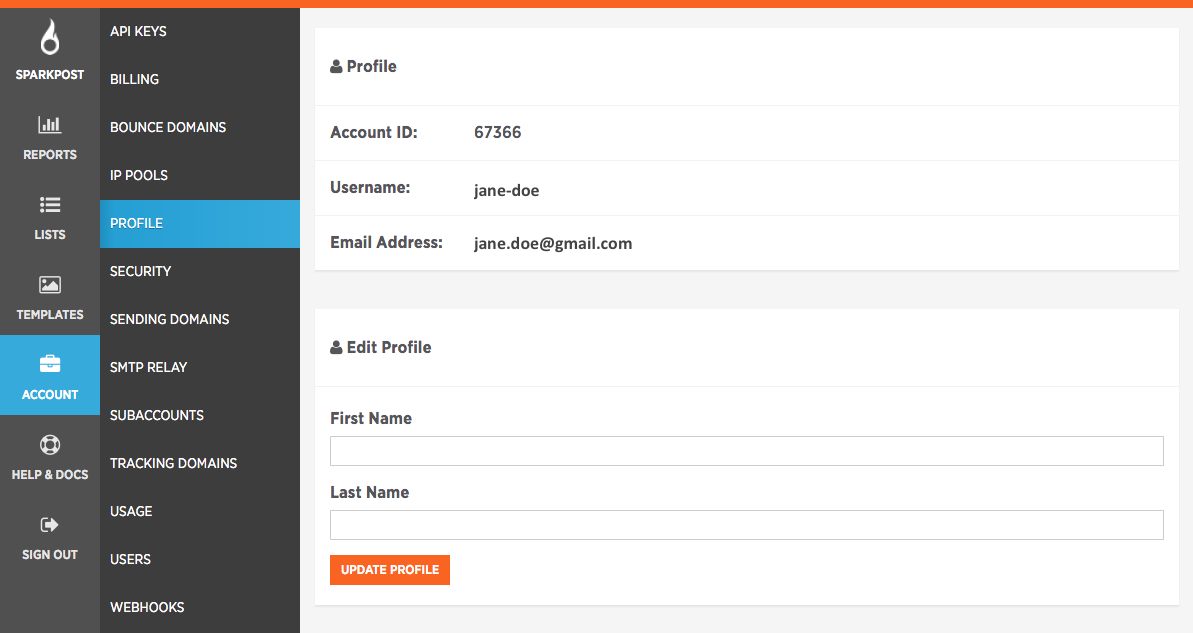 SPARKPOST
REPORTS
LISTS
TEMPLATES
ACCOUNT
HELP & DOCS
SIGN OUT
API KEYS
BILLING
BOUNCE DOMAINS
IP POOLS
PROFILE
SECURITY
SENDING DOMAINS
SMTP RELAY
SUBACCOUNTS
TRACKING DOMAINS
USAGE
USERS
WEBHOOKS
Profile
Account ID: 67366
Username: jane-doe
Email Address: jane.doe@gmail.com
Edit Profile
First Name
Last Name
UPDATE PROFILE